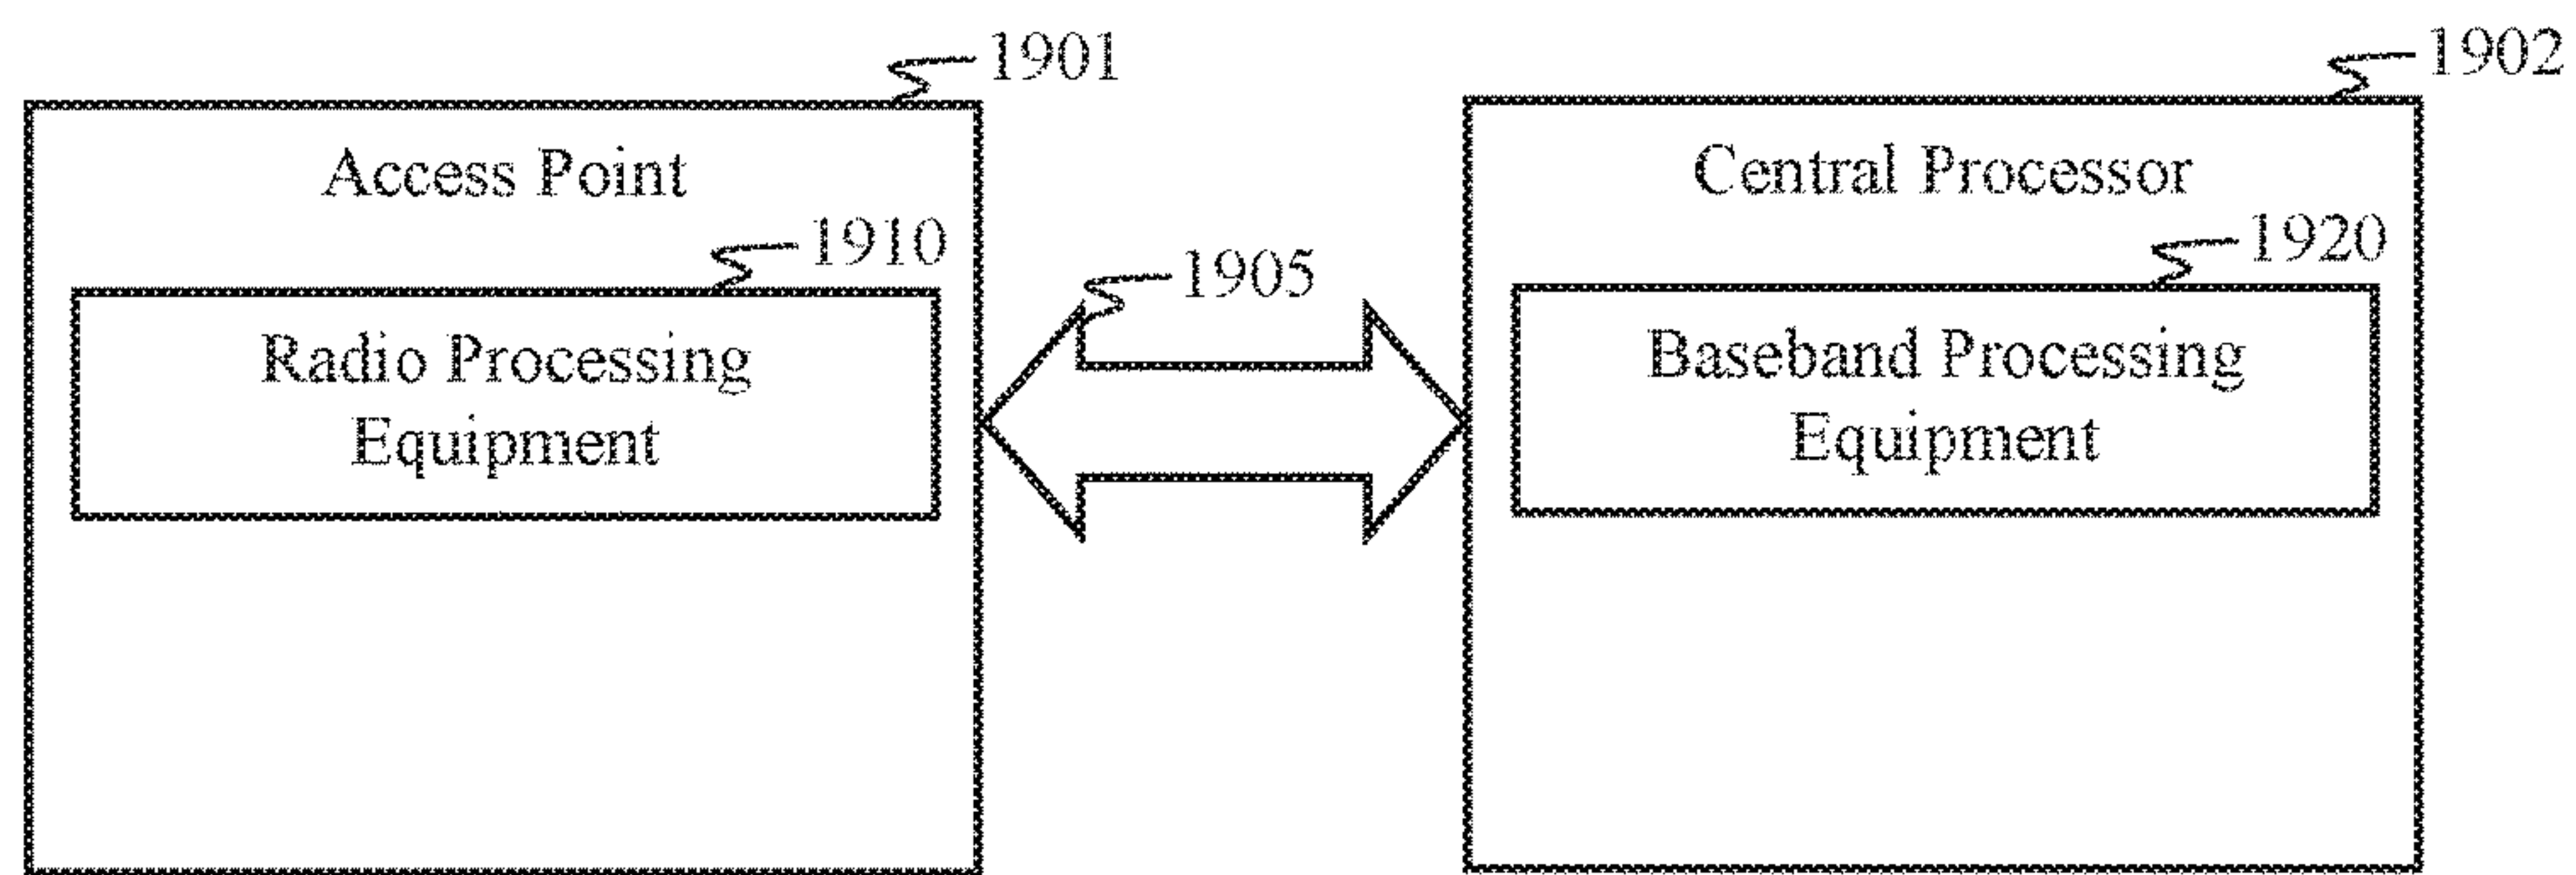 1901
1902
Access Point
Central Processor
1910
1920
1905
Radio Processing
Equipment
Baseband Processing
Equipment